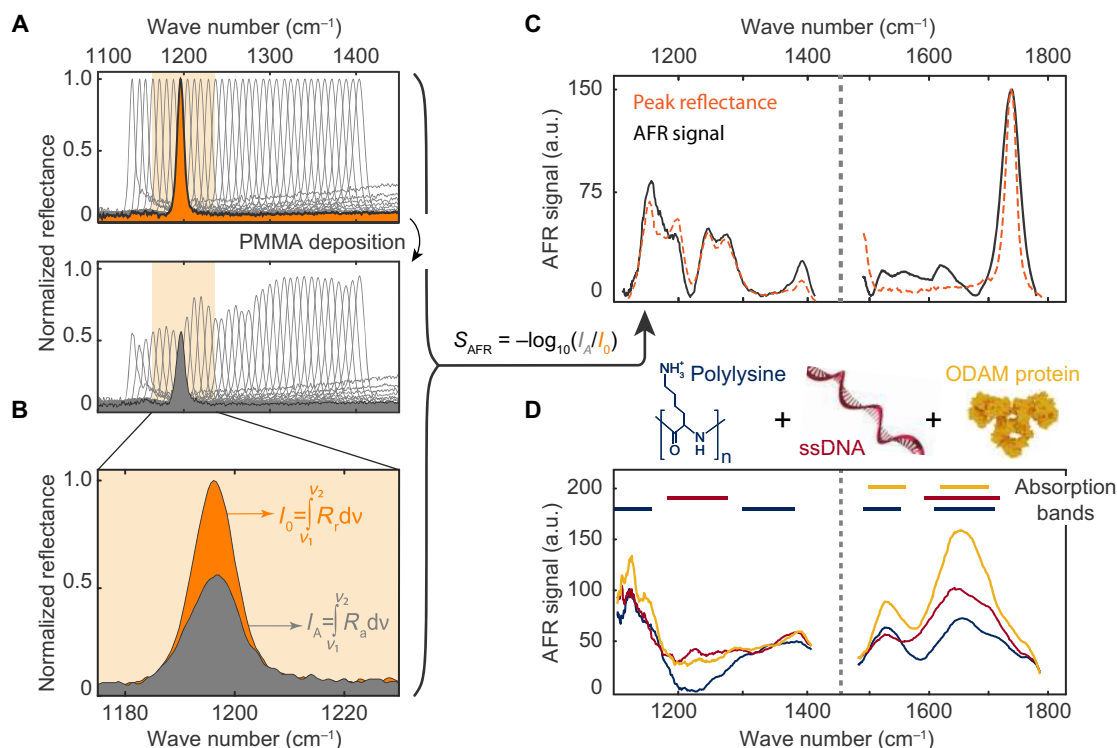 A
Wave number (cm⁻¹)
1100 1200 1300 1400
1.0
0.5
0
Normalized reflectance
PMMA deposition
1.0
0.5
0
B
1.0
0.5
0
Normalized reflectance
I₀=∫ν₁ν₂ Rᵣdν
I_A=∫ν₁ν₂ Rₐdν
1180 1200 1220
Wave number (cm⁻¹)
S_AFR = –log₁₀(I_A/I₀)
C
Wave number (cm⁻¹)
1200 1400 1600 1800
150
75
0
AFR signal (a.u.)
Peak reflectance
AFR signal
NH₃⁺
Polylysine
O
N
H
n
+
ssDNA
+
ODAM protein
D
200
150
100
50
0
AFR signal (a.u.)
Absorption
bands
1200 1400 1600 1800
Wave number (cm⁻¹)